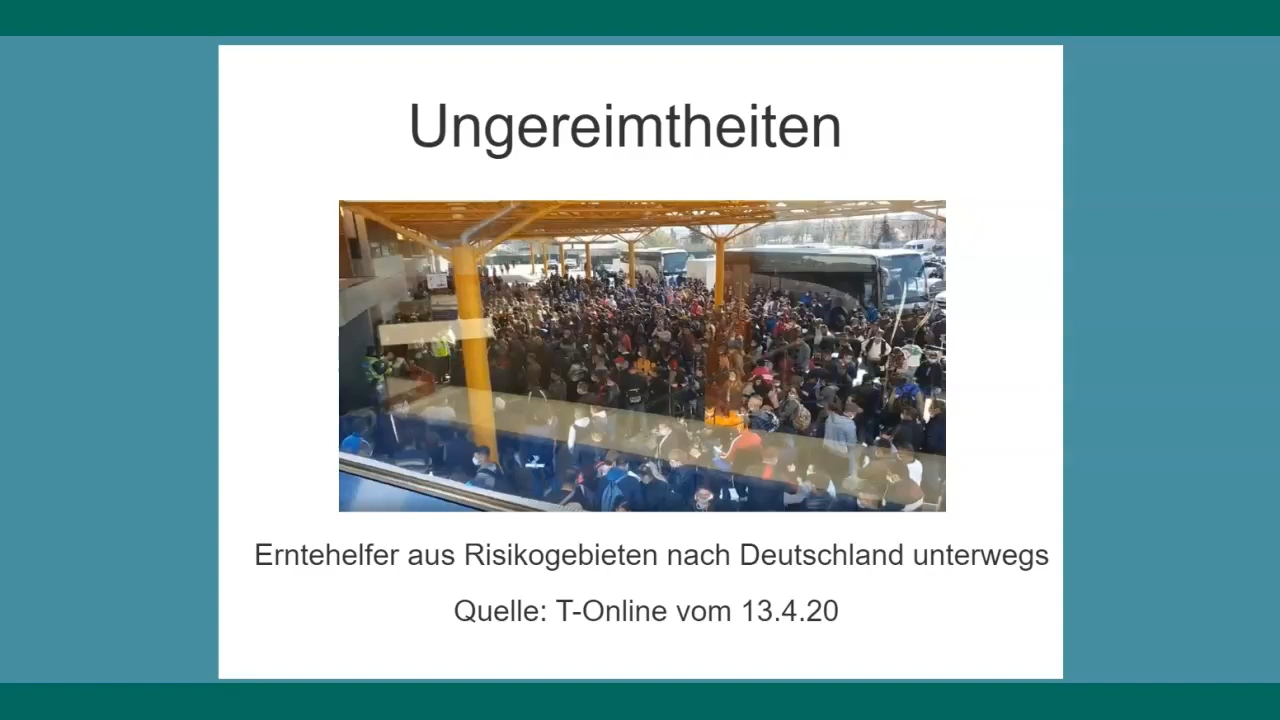 Ungereimtheiten
Erntehelfer aus Risikogebieten nach Deutschland unterwegs
Quelle: T-Online vom 13.4.20